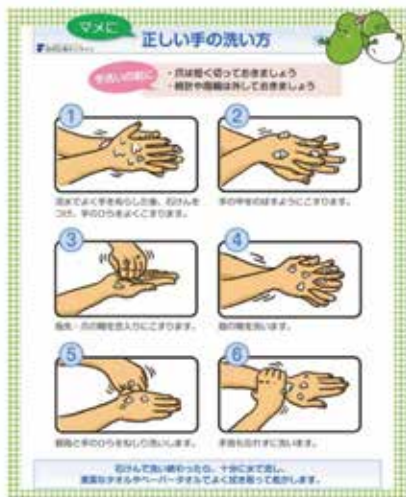 マメに
正しい手の洗い方
手洗いの前に
・爪は短く切っておきましょう
・時計や指輪は外しておきましょう
①
流水でよく手をぬらした後、石けんを
つけ、手のひらをよくこすります。
②
手の甲をのばすようにこすります。
③
指先・爪の間を念入りにこすります。
④
指の間を洗います。
⑤
親指と手のひらをねじり洗いします。
⑥
手首も忘れずに洗います。
石けんで洗い終わったら、十分に水で流し、
清潔なタオルやペーパータオルでよく拭き取って乾かします。